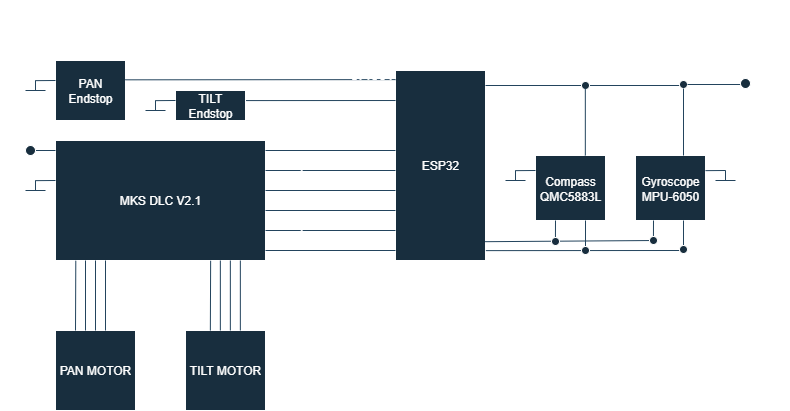 PAN
Endstop
TILT
Endstop
ESP32
MKS DLC V2.1
Compass
QMC5883L
Gyroscope
MPU-6050
PAN MOTOR
TILT MOTOR